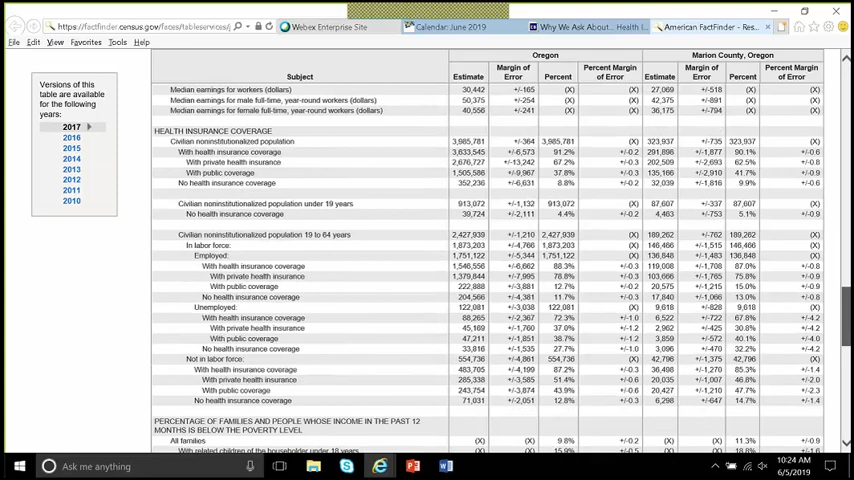 https://factfinder.census.gov/faces/tableservices/j Webex Enterprise Site Calendar: June 2019 Why We Ask About... Health I... American FactFinder - Res...
File Edit View Favorites Tools Help
Oregon Marion County, Oregon
Subject Estimate Margin of Error Percent Percent Margin of Error Estimate Margin of Error Percent Percent Margin of Error
Median earnings for workers (dollars) 30,442 +/-165 (X) (X) 27,069 +/-518 (X) (X)
Median earnings for male full-time, year-round workers (dollars) 50,375 +/-254 (X) (X) 42,375 +/-891 (X) (X)
Median earnings for female full-time, year-round workers (dollars) 40,556 +/-241 (X) (X) 36,175 +/-794 (X) (X)
Versions of this
table are available
for the following
years:
2017
2016
2015
2014
2013
2012
2011
2010
HEALTH INSURANCE COVERAGE
Civilian noninstitutionalized population 3,985,781 +/-364 3,985,781 (X) 323,937 +/-735 323,937 (X)
With health insurance coverage 3,633,545 +/-6,573 91.2% +/-0.2 291,898 +/-1,877 90.1% +/-0.6
With private health insurance 2,676,727 +/-13,242 67.2% +/-0.3 202,509 +/-2,693 62.5% +/-0.8
With public coverage 1,505,586 +/-9,967 37.8% +/-0.2 135,166 +/-2,910 41.7% +/-0.9
No health insurance coverage 352,236 +/-6,631 8.8% +/-0.2 32,039 +/-1,816 9.9% +/-0.6
Civilian noninstitutionalized population under 19 years 913,072 +/-1,132 913,072 (X) 87,607 +/-337 87,607 (X)
No health insurance coverage 39,724 +/-2,111 4.4% +/-0.2 4,463 +/-753 5.1% +/-0.9
Civilian noninstitutionalized population 19 to 64 years 2,427,939 +/-1,210 2,427,939 (X) 189,262 +/-762 189,262 (X)
In labor force: 1,873,203 +/-4,766 1,873,203 (X) 146,466 +/-1,515 146,466 (X)
Employed: 1,751,122 +/-5,344 1,751,122 (X) 136,848 +/-1,483 136,848 (X)
With health insurance coverage 1,546,556 +/-6,662 88.3% +/-0.3 119,008 +/-1,708 87.0% +/-0.8
With private health insurance 1,379,844 +/-7,995 78.8% +/-0.3 103,666 +/-1,765 75.8% +/-0.9
With public coverage 222,888 +/-3,881 12.7% +/-0.2 20,575 +/-1,215 15.0% +/-0.9
No health insurance coverage 204,566 +/-4,381 11.7% +/-0.3 17,840 +/-1,066 13.0% +/-0.8
Unemployed: 122,081 +/-3,038 122,081 (X) 9,618 +/-828 9,618 (X)
With health insurance coverage 88,265 +/-2,367 72.3% +/-1.0 6,522 +/-722 67.8% +/-4.2
With private health insurance 45,169 +/-1,760 37.0% +/-1.2 2,962 +/-425 30.8% +/-4.2
With public coverage 47,211 +/-1,851 38.7% +/-1.2 3,859 +/-572 40.1% +/-4.0
No health insurance coverage 33,816 +/-1,535 27.7% +/-1.0 3,096 +/-470 32.2% +/-4.2
Not in labor force: 554,736 +/-4,861 554,736 (X) 42,796 +/-1,375 42,796 (X)
With health insurance coverage 483,705 +/-4,199 87.2% +/-0.3 36,498 +/-1,270 85.3% +/-1.4
With private health insurance 285,338 +/-3,585 51.4% +/-0.6 20,035 +/-1,007 46.8% +/-2.0
With public coverage 243,754 +/-3,874 43.9% +/-0.6 20,427 +/-1,210 47.7% +/-2.3
No health insurance coverage 71,031 +/-2,051 12.8% +/-0.3 6,298 +/-647 14.7% +/-1.4
PERCENTAGE OF FAMILIES AND PEOPLE WHOSE INCOME IN THE PAST 12
MONTHS IS BELOW THE POVERTY LEVEL
All families (X) (X) 9.8% +/-0.2 (X) (X) 11.3% +/-0.9
With related children of the householder under 18 years (X) (X) 15.9% +/-0.5 (X) (X) 18.8% +/-1.6
Ask me anything
10:24 AM
6/5/2019